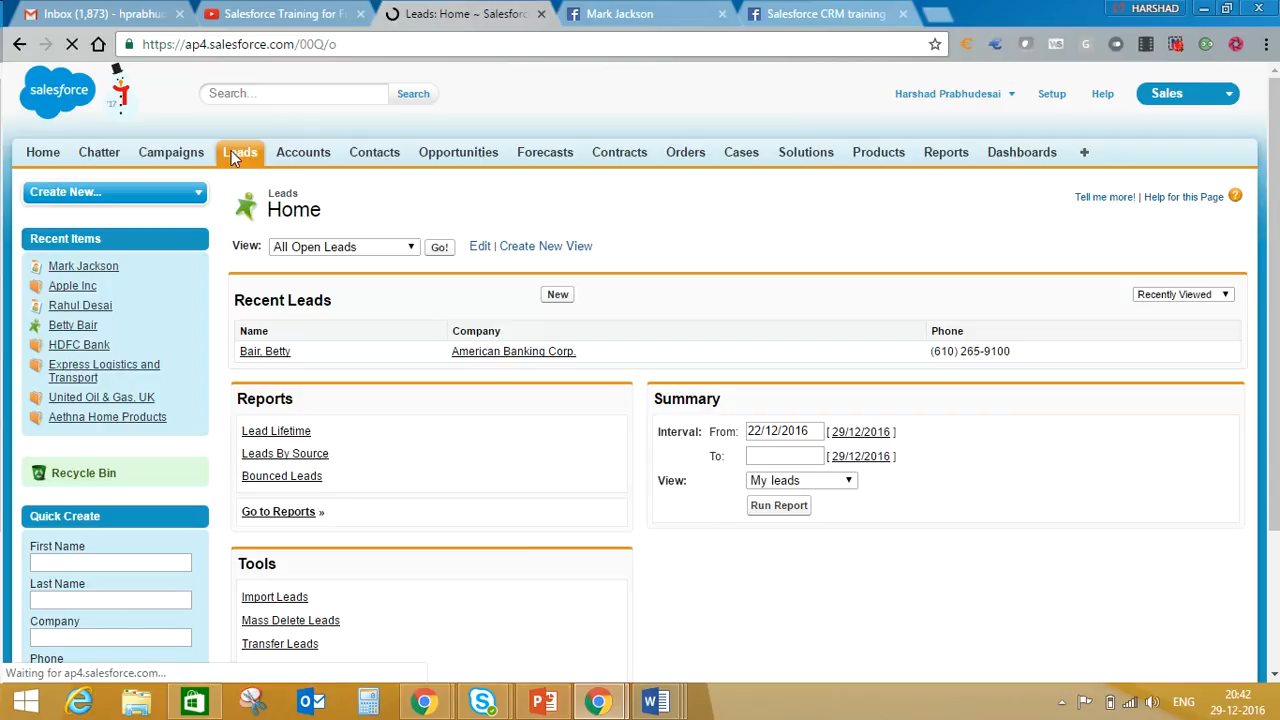 Inbox (1,873) - hprabhuc
Salesforce Training for Fi
Leads: Home ~ Salesforc
Mark Jackson
Salesforce CRM training
HARSHAD
https://ap4.salesforce.com/00Q/o
salesforce
'17
Search...
Search
Harshad Prabhudesai
Setup
Help
Sales
Home
Chatter
Campaigns
Leads
Accounts
Contacts
Opportunities
Forecasts
Contracts
Orders
Cases
Solutions
Products
Reports
Dashboards
+
Create New...
Recent Items
Mark Jackson
Apple Inc
Rahul Desai
Betty Bair
HDFC Bank
Express Logistics and
Transport
United Oil & Gas, UK
Aethna Home Products
Recycle Bin
Quick Create
First Name
Last Name
Company
Phone
Leads
Home
Tell me more! | Help for this Page
View: All Open Leads Go! Edit | Create New View
Recent Leads New Recently Viewed
Name Company Phone
Bair, Betty American Banking Corp. (610) 265-9100
Reports
Lead Lifetime
Leads By Source
Bounced Leads
Go to Reports »
Summary
Interval: From: 22/12/2016 [ 29/12/2016 ]
To: [ 29/12/2016 ]
View: My leads
Run Report
Tools
Import Leads
Mass Delete Leads
Transfer Leads
Waiting for ap4.salesforce.com...
ENG
20:42
29-12-2016